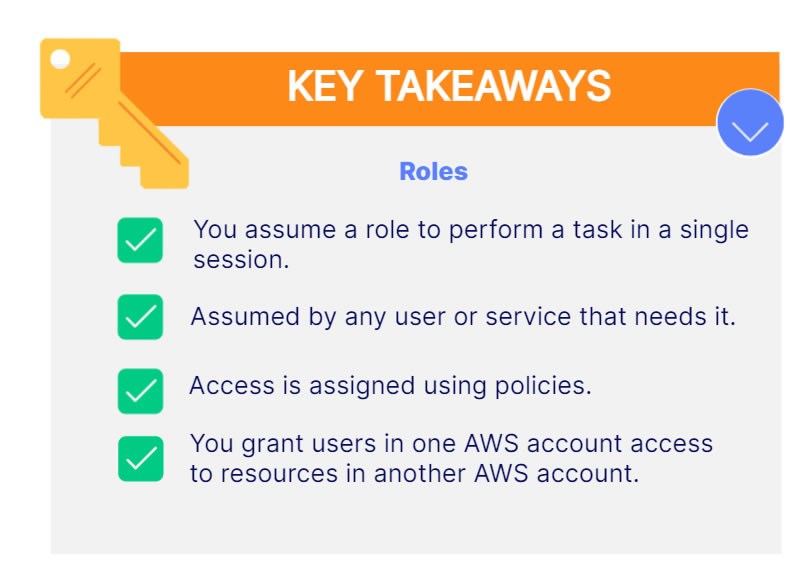 KEY TAKEAWAYS
Roles
You assume a role to perform a task in a single
session.
Assumed by any user or service that needs it.
Access is assigned using policies.
You grant users in one AWS account access
to resources in another AWS account.